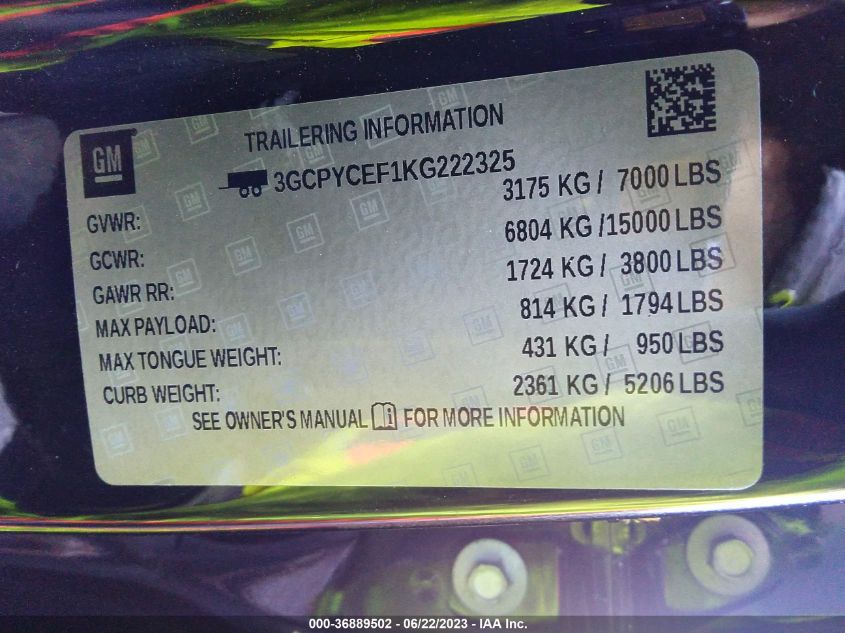 GM
TRAILERING INFORMATION
3GCPYCEF1KG222325
GVWR: 3175 KG / 7000 LBS
GCWR: 6804 KG /15000 LBS
GAWR RR: 1724 KG / 3800 LBS
MAX PAYLOAD: 814 KG / 1794 LBS
MAX TONGUE WEIGHT: 431 KG / 950 LBS
CURB WEIGHT: 2361 KG / 5206 LBS
SEE OWNER'S MANUAL i FOR MORE INFORMATION
000-36889502 - 06/22/2023 - IAA Inc.